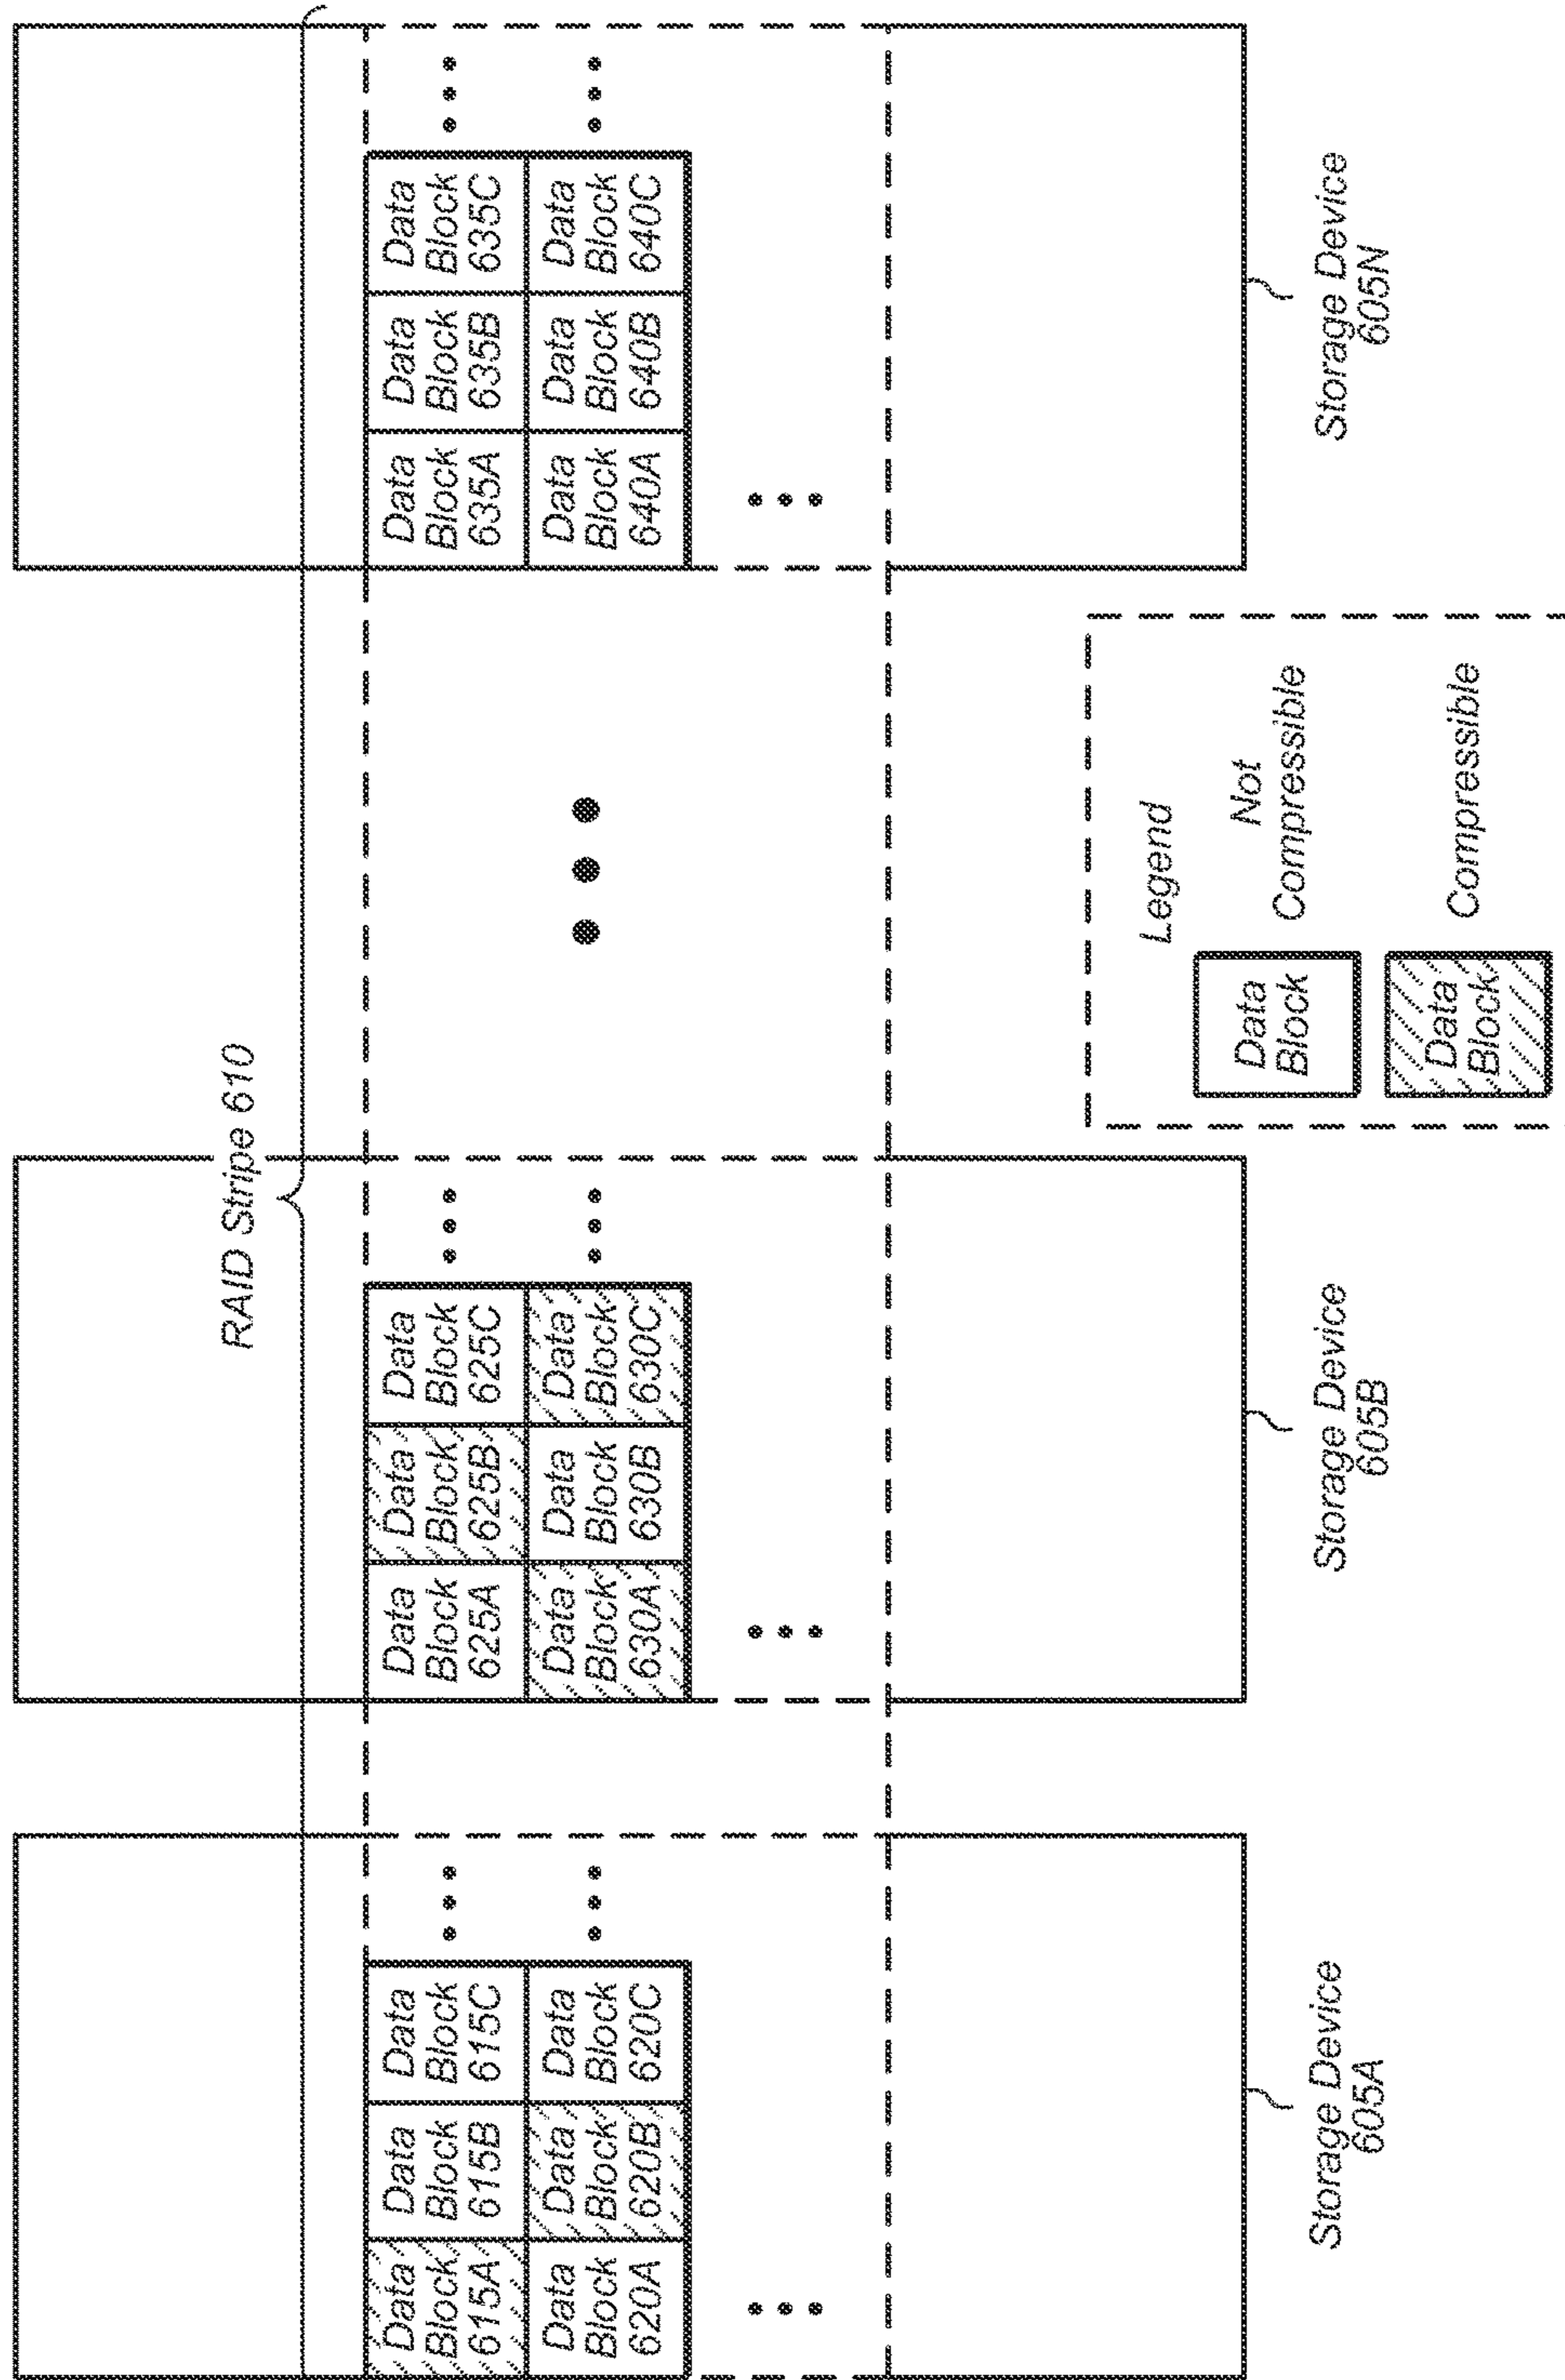 RAID Stripe 610
Data
Block
615A
Data
Block
615B
Data
Block
615C
Data
Block
620A
Data
Block
620B
Data
Block
620C
Storage Device
605A
Data
Block
625A
Data
Block
625B
Data
Block
625C
Data
Block
630A
Data
Block
630B
Data
Block
630C
Storage Device
605B
Data
Block
635A
Data
Block
635B
Data
Block
635C
Data
Block
640A
Data
Block
640B
Data
Block
640C
Storage Device
605N
Legend
Data
Block
Not
Compressible
Data
Block
Compressible